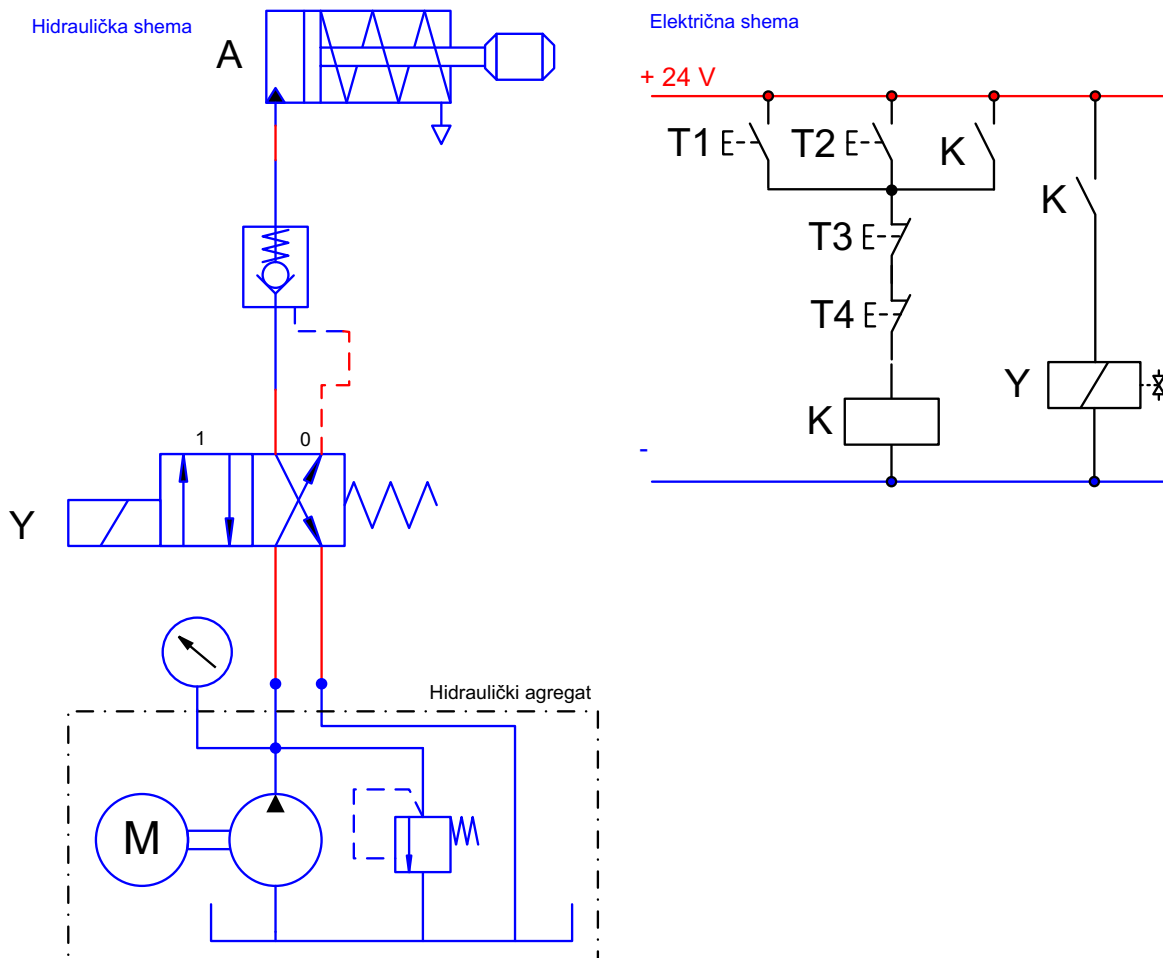 Hidraulička shema
A
1
0
Y
Hidraulički agregat
M
Električna shema
+ 24 V
T1
T2
K
K
T3
T4
K
Y
-